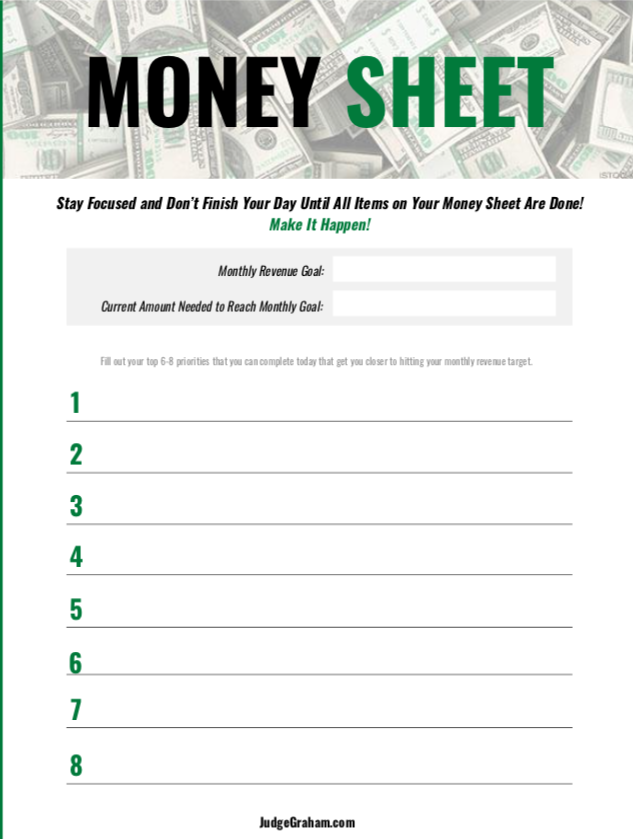 MONEY SHEET
Stay Focused and Don't Finish Your Day Until All Items on Your Money Sheet Are Done!
Make It Happen!
Monthly Revenue Goal:
Current Amount Needed to Reach Monthly Goal:
Fill out your top 6-8 priorities that you can complete today that get you closer to hitting your monthly revenue target.
1
2
3
4
5
6
7
8
JudgeGraham.com